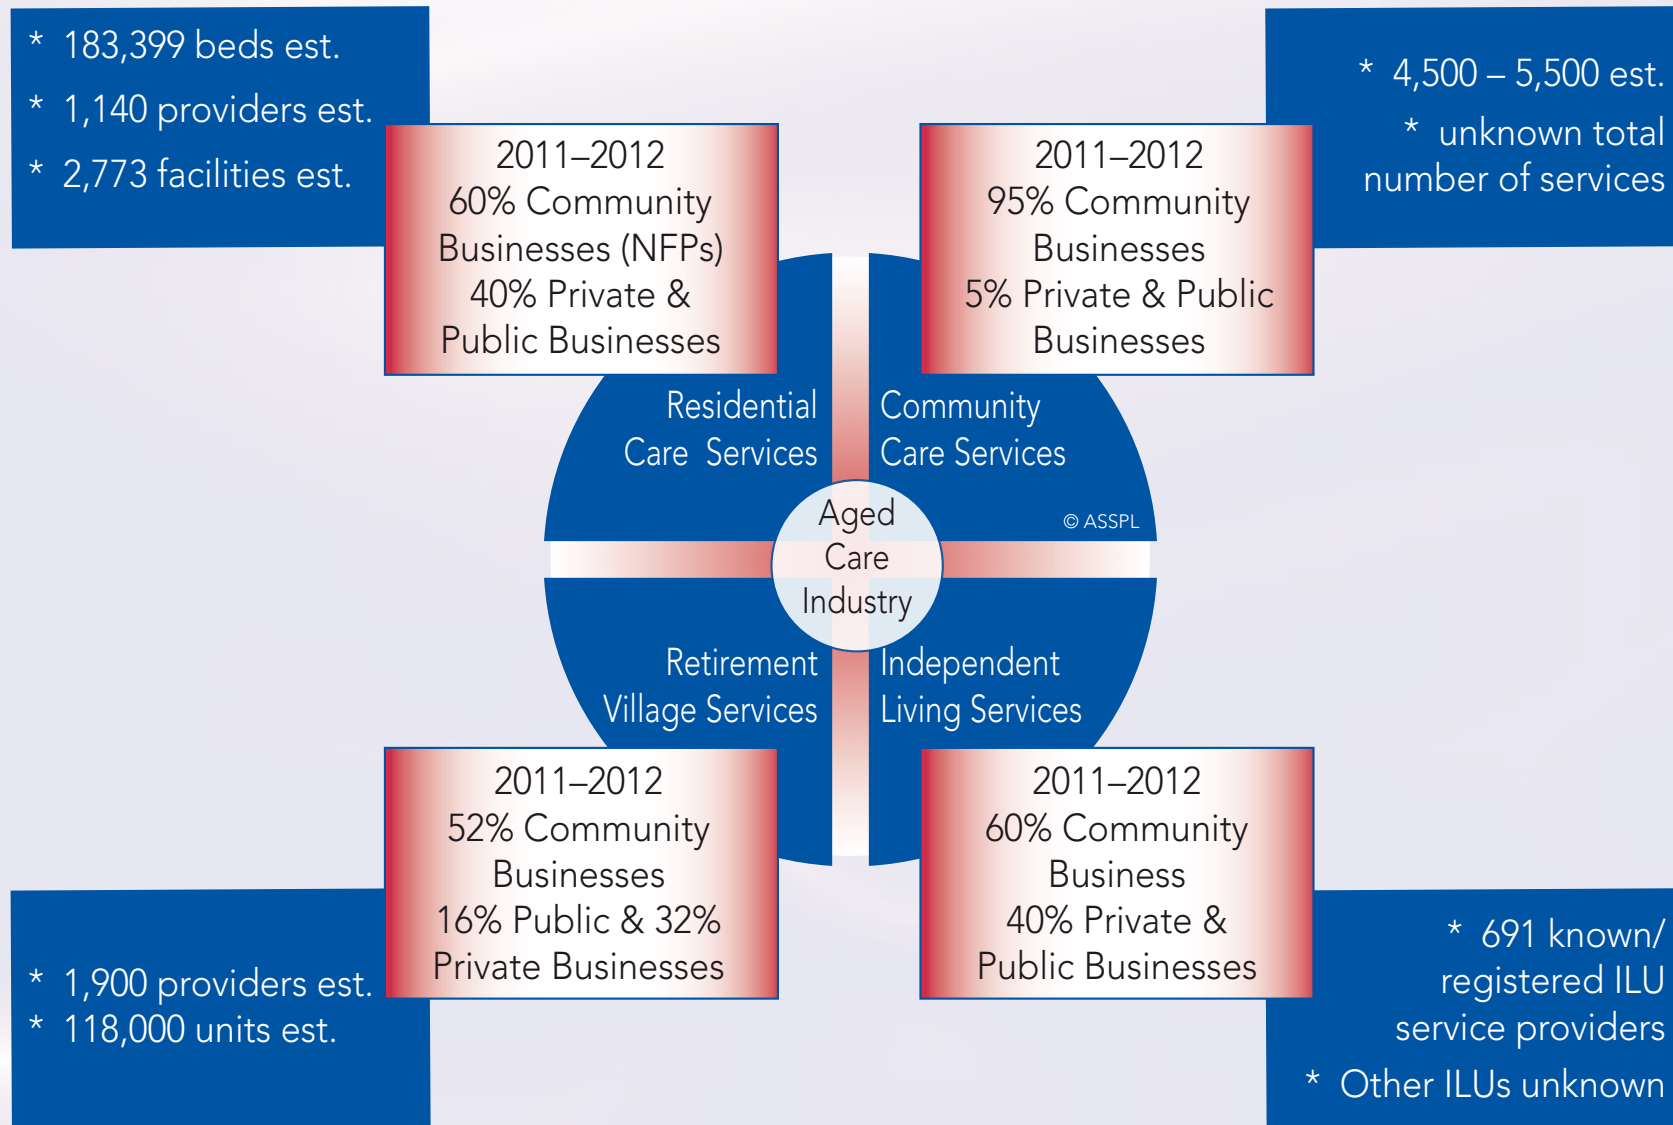 * 183,399 beds est.
* 1,140 providers est.
* 2,773 facilities est.
2011–2012
60% Community
Businesses (NFPs)
40% Private &
Public Businesses
2011–2012
95% Community
Businesses
5% Private & Public
Businesses
* 4,500 – 5,500 est.
* unknown total
number of services
Residential
Care Services
Community
Care Services
© ASSPL
Aged
Care
Industry
Retirement
Village Services
Independent
Living Services
2011–2012
52% Community
Businesses
16% Public & 32%
Private Businesses
* 1,900 providers est.
* 118,000 units est.
2011–2012
60% Community
Business
40% Private &
Public Businesses
* 691 known/
registered ILU
service providers
* Other ILUs unknown